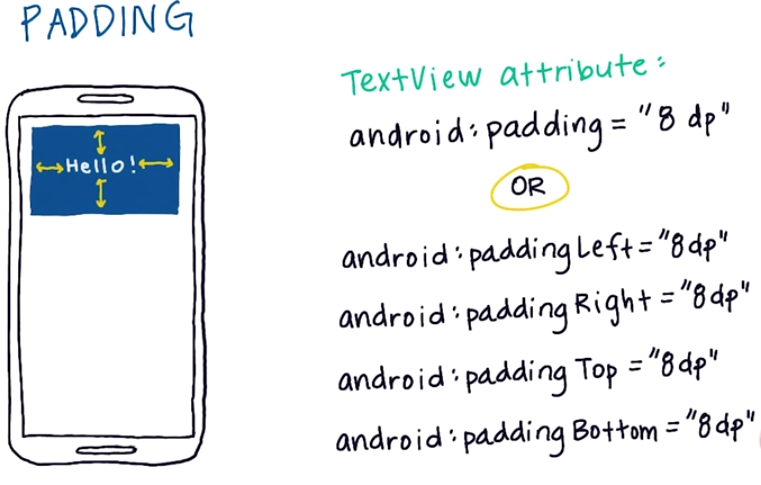 PADDING
Hello!
TextView attribute:
android:padding = "8 dp"
OR
android:paddingLeft = "8dp"
android:paddingRight = "8dp"
android:paddingTop = "8dp"
android:paddingBottom = "8dp"